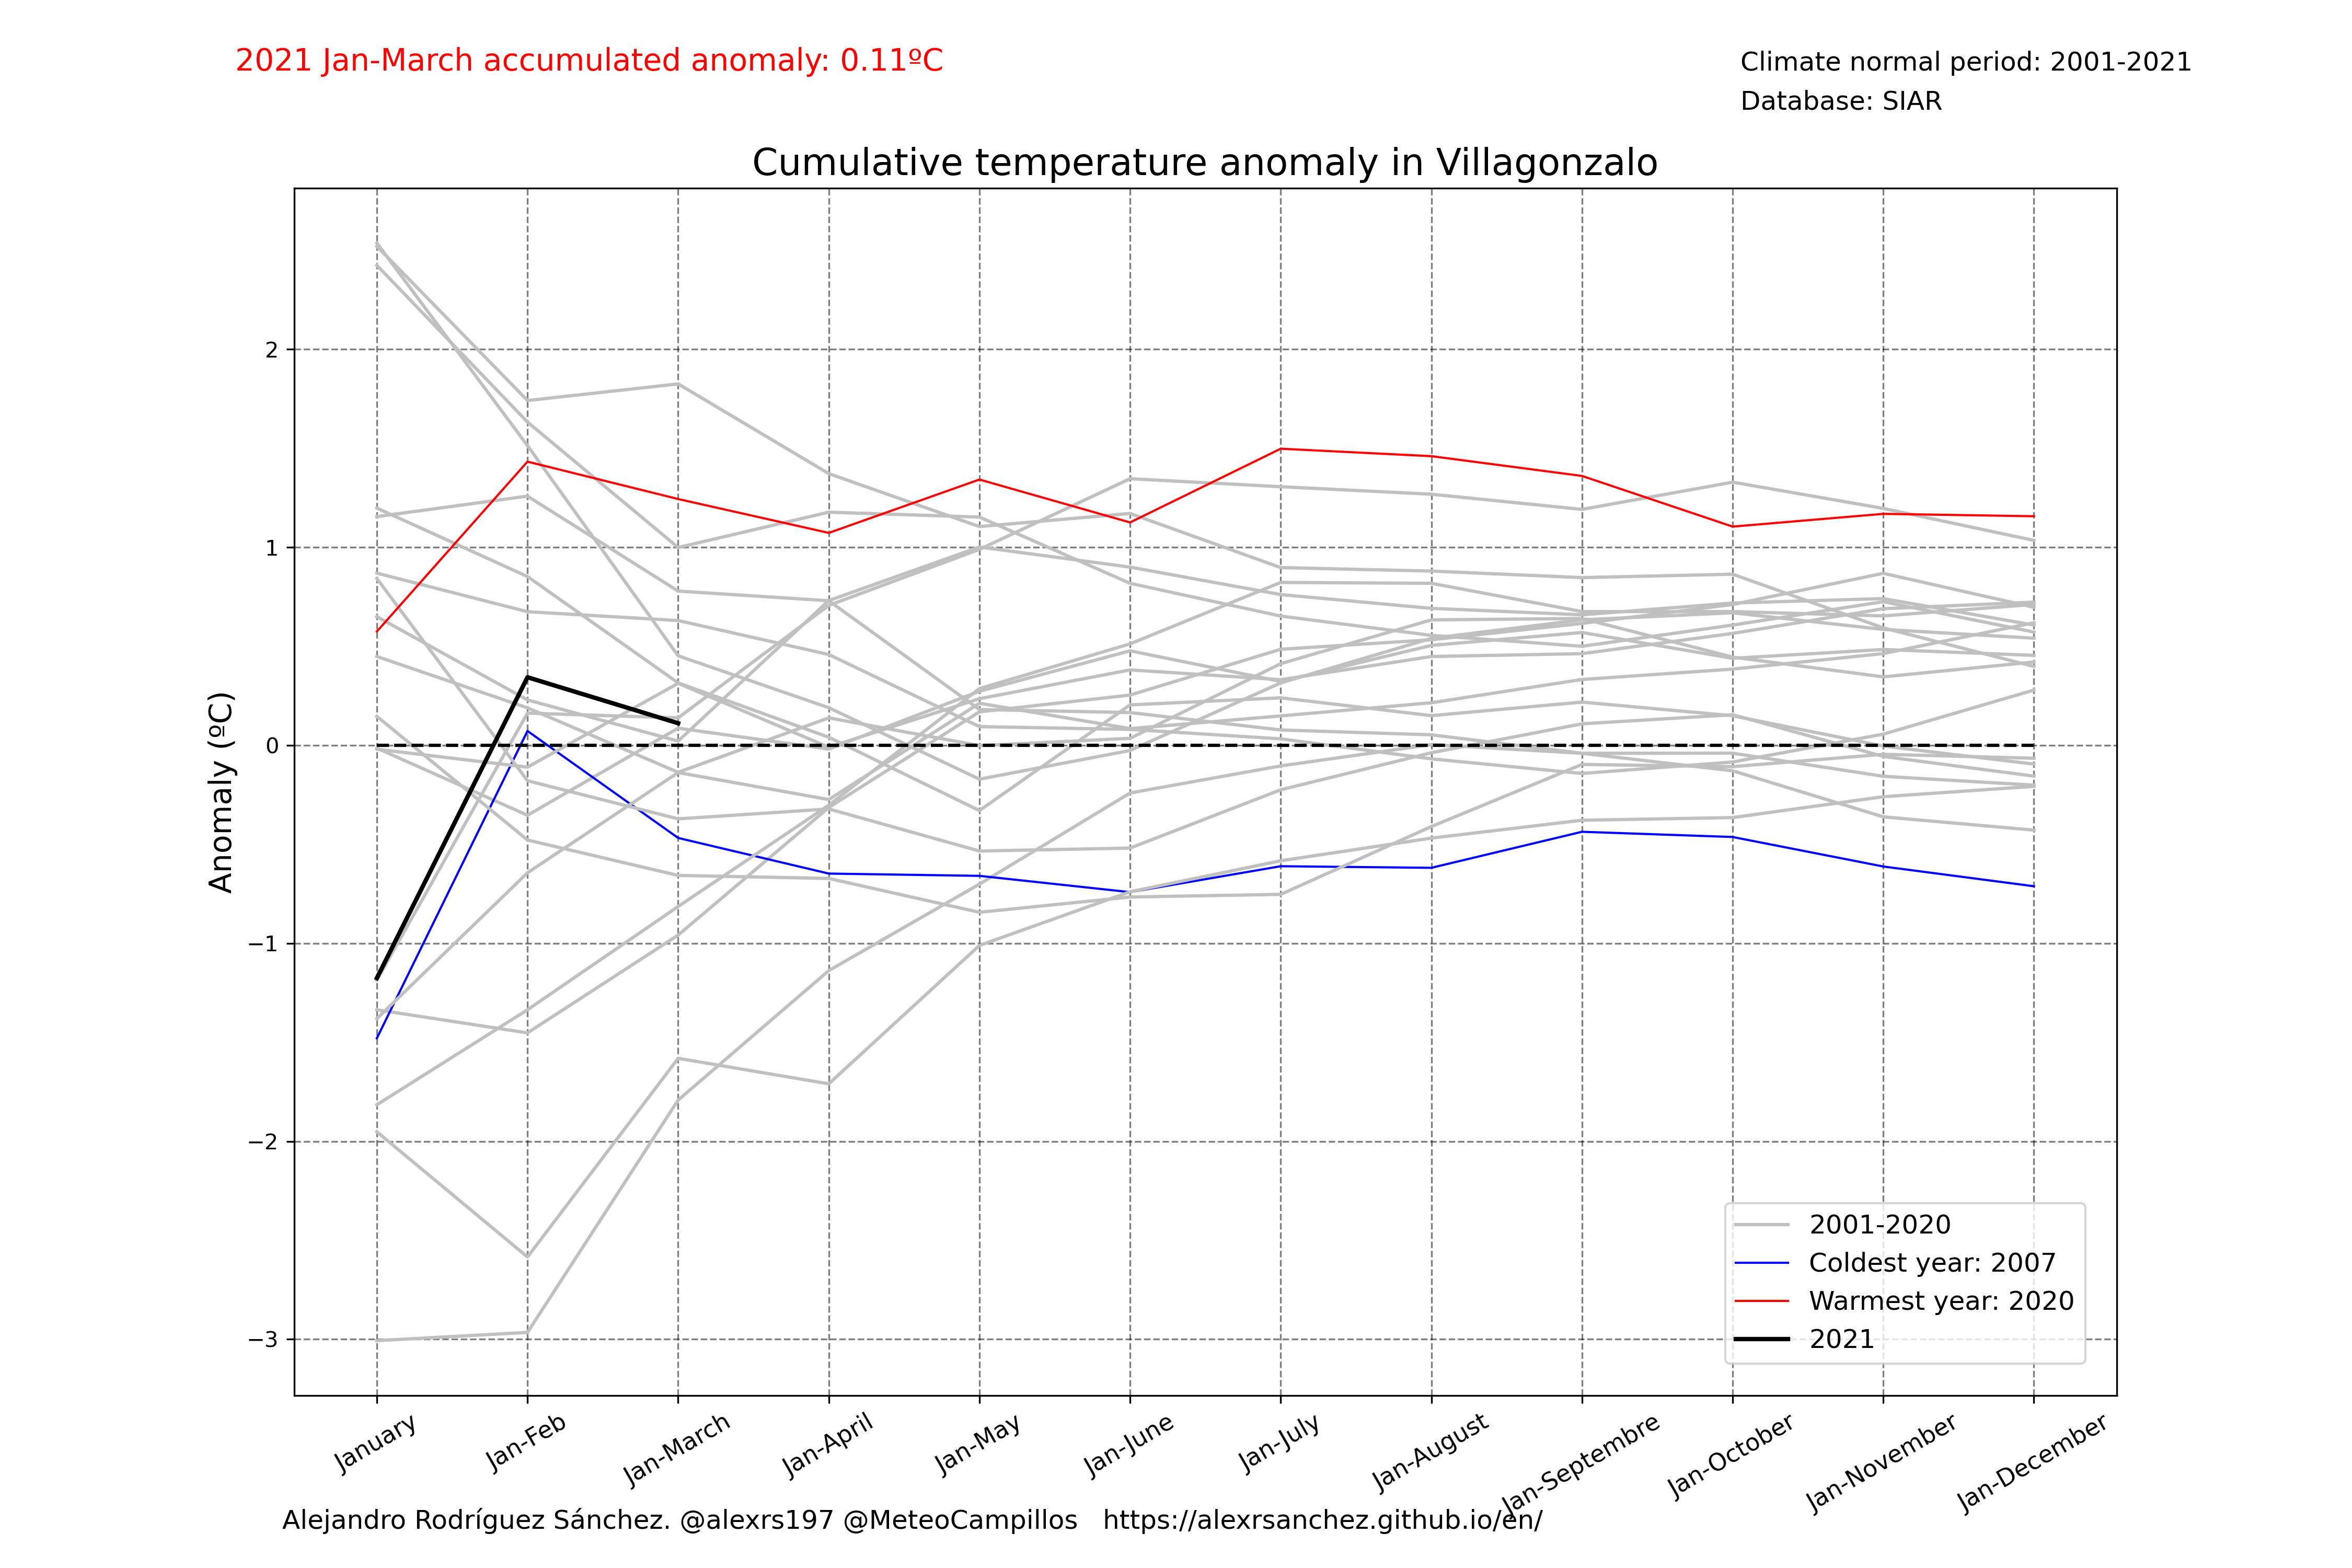 2021 Jan-March accumulated anomaly: 0.11ºC
Climate normal period: 2001-2021
Database: SIAR
Cumulative temperature anomaly in Villagonzalo
Anomaly (ºC)
2
1
0
−1
−2
−3
2001-2020
Coldest year: 2007
Warmest year: 2020
2021
January
Jan-Feb
Jan-March
Jan-April
Jan-May
Jan-June
Jan-July
Jan-August
Jan-Septembre
Jan-October
Jan-November
Jan-December
Alejandro Rodríguez Sánchez. @alexrs197 @MeteoCampillos https://alexrsanchez.github.io/en/